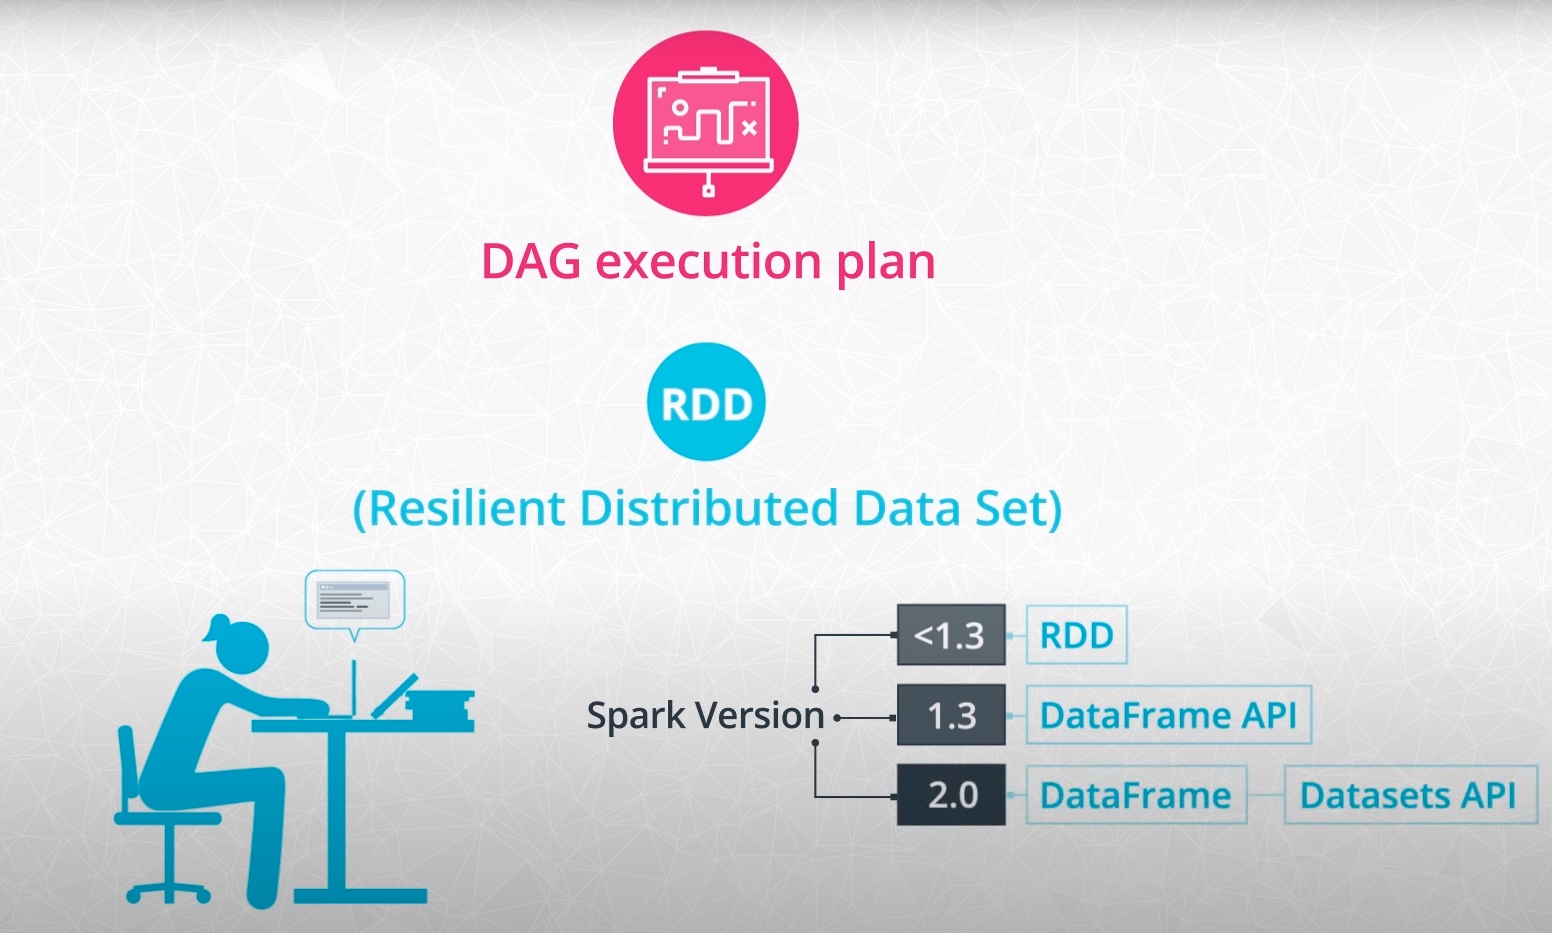 DAG execution plan
RDD
(Resilient Distributed Data Set)
Spark Version
<1.3 RDD
1.3 DataFrame API
2.0 DataFrame Datasets API